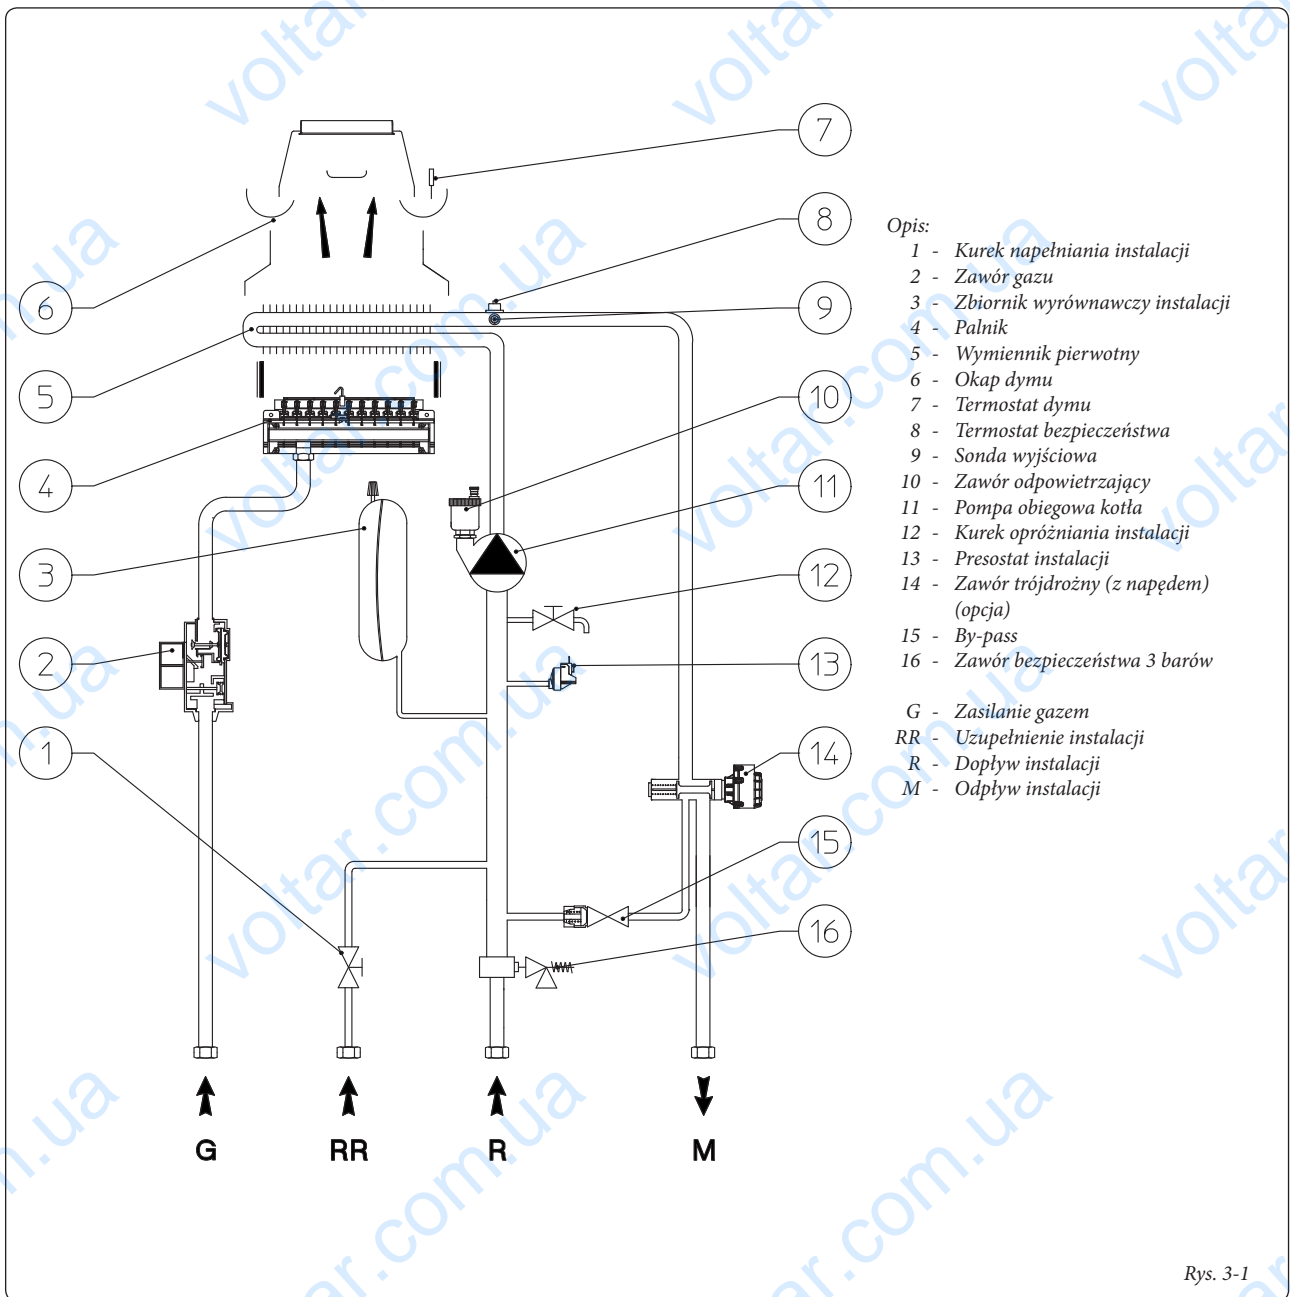 7
8
6
9
5
10
4
11
3
12
2
13
1
14
15
16
G
RR
R
M
Opis:
1 - Kurek napełniania instalacji
2 - Zawór gazu
3 - Zbiornik wyrównawczy instalacji
4 - Palnik
5 - Wymiennik pierwotny
6 - Okap dymu
7 - Termostat dymu
8 - Termostat bezpieczeństwa
9 - Sonda wyjściowa
10 - Zawór odpowietrzający
11 - Pompa obiegowa kotła
12 - Kurek opróżniania instalacji
13 - Presostat instalacji
14 - Zawór trójdrożny (z napędem)
(opcja)
15 - By-pass
16 - Zawór bezpieczeństwa 3 barów
G - Zasilanie gazem
RR - Uzupełnienie instalacji
R - Dopływ instalacji
M - Odpływ instalacji
Rys. 3-1
voltar.com.ua